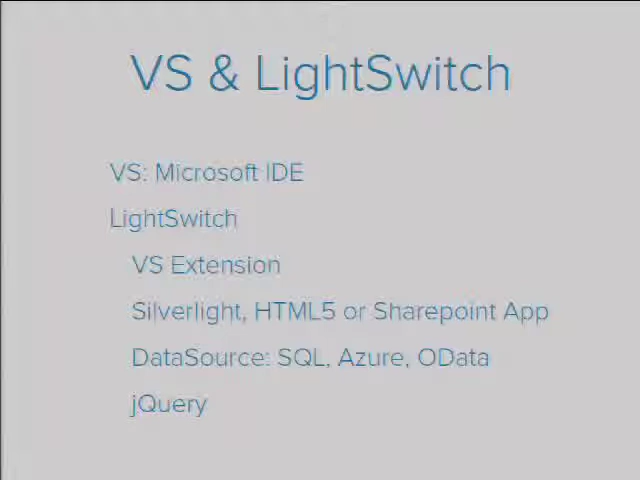 VS & LightSwitch
VS: Microsoft IDE
LightSwitch
VS Extension
Silverlight, HTML5 or Sharepoint App
DataSource: SQL, Azure, OData
jQuery